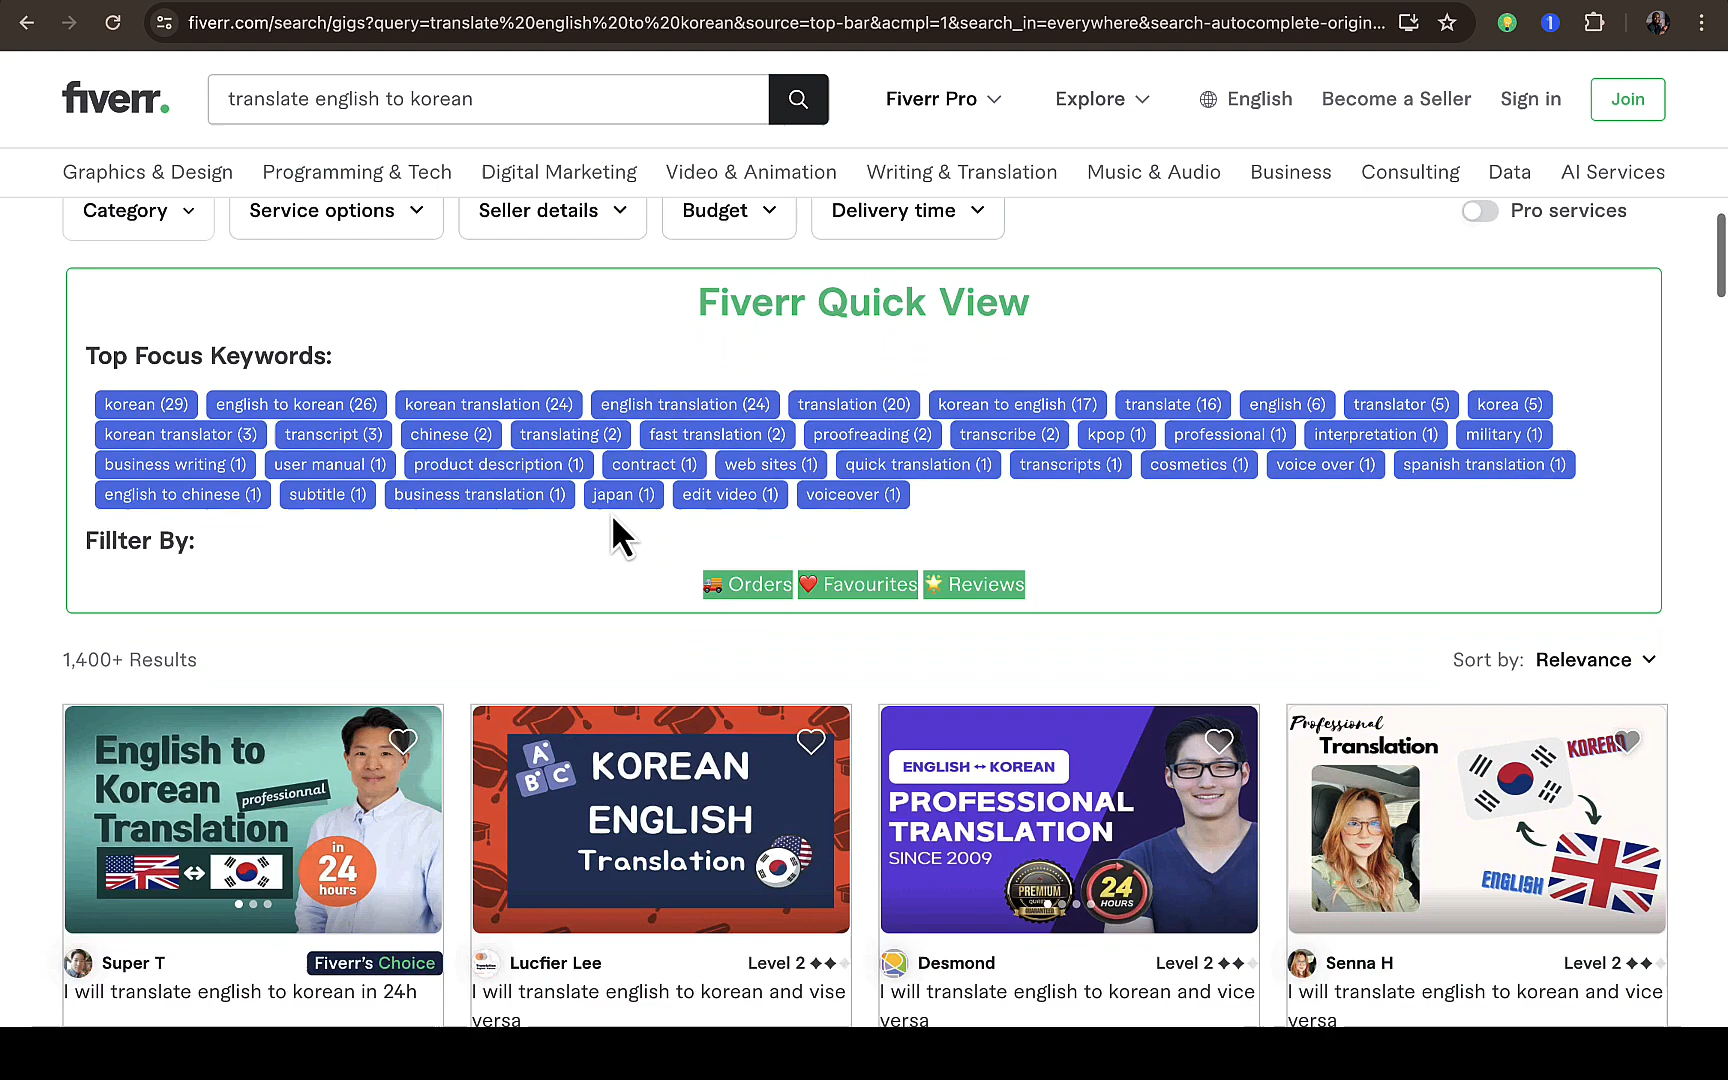 fiverr.com/search/gigs?query=translate%20english%20to%20korean&source=top-bar&acmpl=1&search_in=everywhere&search-autocomplete-origin...
fiverr.
translate english to korean
Fiverr Pro
Explore
English
Become a Seller
Sign in
Join
Graphics & Design
Programming & Tech
Digital Marketing
Video & Animation
Writing & Translation
Music & Audio
Business
Consulting
Data
AI Services
Category
Service options
Seller details
Budget
Delivery time
Pro services
Fiverr Quick View
Top Focus Keywords:
korean (29) english to korean (26) korean translation (24) english translation (24) translation (20) korean to english (17) translate (16) english (6) translator (5) korea (5)
korean translator (3) transcript (3) chinese (2) translating (2) fast translation (2) proofreading (2) transcribe (2) kpop (1) professional (1) interpretation (1) military (1)
business writing (1) user manual (1) product description (1) contract (1) web sites (1) quick translation (1) transcripts (1) cosmetics (1) voice over (1) spanish translation (1)
english to chinese (1) subtitle (1) business translation (1) japan (1) edit video (1) voiceover (1)
Fillter By:
🚚 Orders ❤️ Favourites 🌟 Reviews
1,400+ Results
Sort by: Relevance
English to
Korean
professionnal
Translation
in
24
hours
Super T
Fiverr's Choice
I will translate english to korean in 24h
A
B C
KOREAN
ENGLISH
Translation
Lucfier Lee
Level 2
I will translate english to korean and vise
versa
ENGLISH ↔ KOREAN
PROFESSIONAL
TRANSLATION
SINCE 2009
PREMIUM
24
HOURS
Desmond
Level 2
I will translate english to korean and vice
versa
Professional
Translation
KOREAN
ENGLISH
Senna H
Level 2
I will translate english to korean and vice
versa